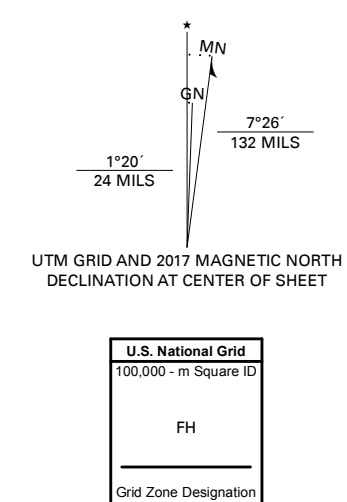 MN
GN
7°26´
132 MILS
1°20´
24 MILS
UTM GRID AND 2017 MAGNETIC NORTH
DECLINATION AT CENTER OF SHEET
U.S. National Grid
100,000 - m Square ID
FH
Grid Zone Designation